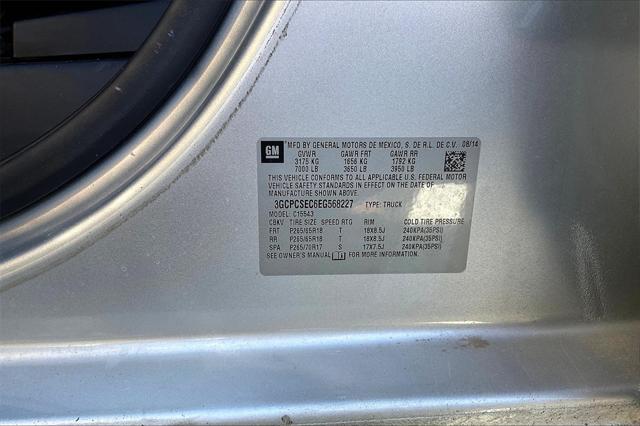 GM MFD BY GENERAL MOTORS DE MEXICO, S. DE R.L. DE C.V. 08/14
GVWR GAWR FRT GAWR RR
3175 KG 1656 KG 1792 KG
7000 LB 3650 LB 3950 LB
THIS VEHICLE CONFORMS TO ALL APPLICABLE U.S. FEDERAL MOTOR
VEHICLE SAFETY STANDARDS IN EFFECT ON THE DATE OF
MANUFACTURE SHOWN ABOVE.
3GCPCSEC6EG568227 TYPE: TRUCK
MODEL: C15543
CBKV TIRE SIZE SPEED RTG RIM COLD TIRE PRESSURE
FRT P265/65R18 T 18X8.5J 240KPA(35PSI)
RR P265/65R18 T 18X8.5J 240KPA(35PSI)
SPA P265/70R17 S 17X7.5J 240KPA(35PSI)
SEE OWNER'S MANUAL FOR MORE INFORMATION.